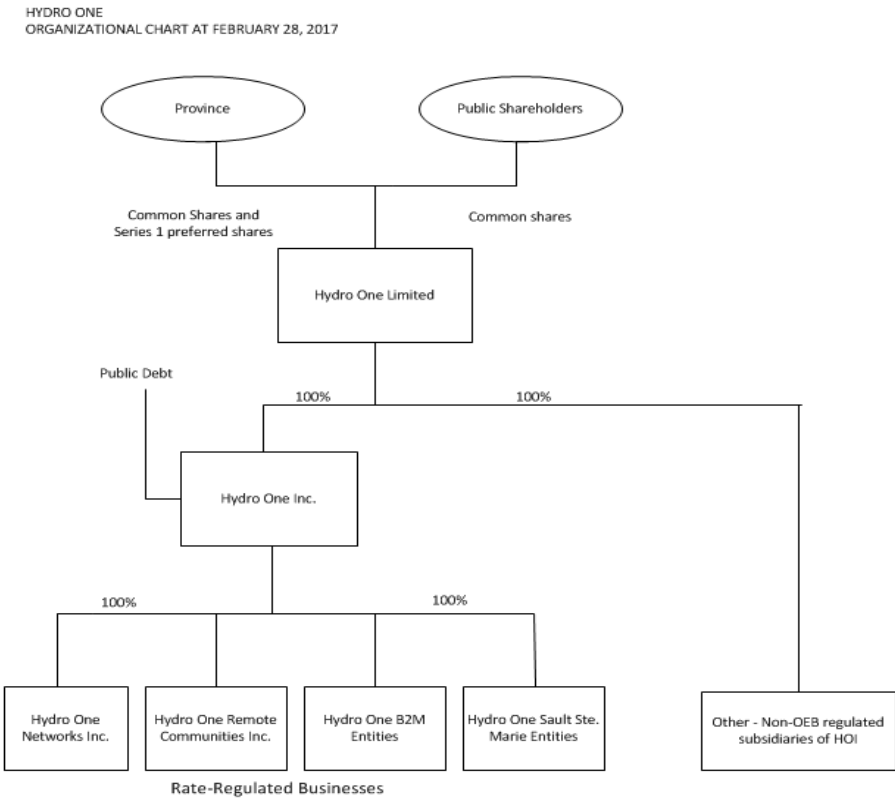 HYDRO ONE
ORGANIZATIONAL CHART AT FEBRUARY 28, 2017
Province
Public Shareholders
Common Shares and
Series 1 preferred shares
Common shares
Hydro One Limited
Public Debt
100%
100%
Hydro One Inc.
100%
100%
Hydro One
Networks Inc.
Hydro One Remote
Communities Inc.
Hydro One B2M
Entities
Hydro One Sault Ste.
Marie Entities
Other - Non-OEB regulated
subsidiaries of HOI
Rate-Regulated Businesses